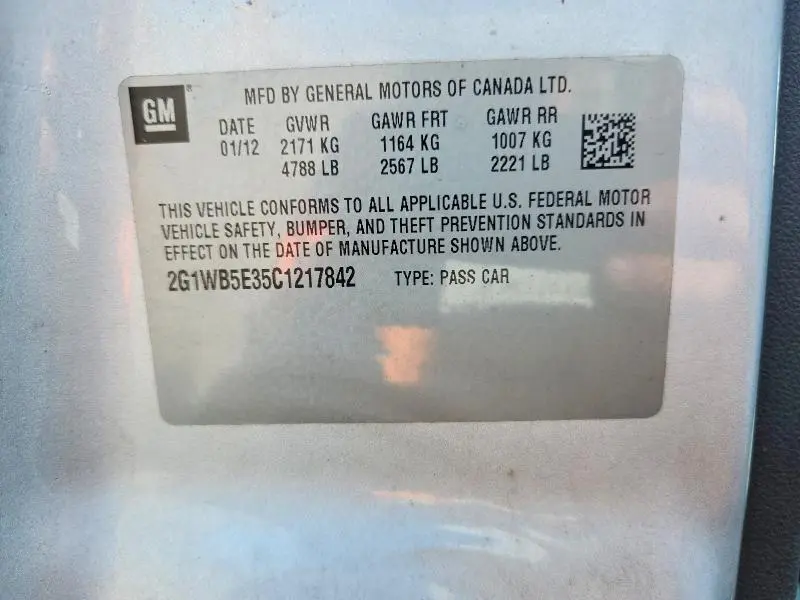 GM ®
MFD BY GENERAL MOTORS OF CANADA LTD.
DATE GVWR GAWR FRT GAWR RR
01/12 2171 KG 1164 KG 1007 KG
4788 LB 2567 LB 2221 LB
THIS VEHICLE CONFORMS TO ALL APPLICABLE U.S. FEDERAL MOTOR
VEHICLE SAFETY, BUMPER, AND THEFT PREVENTION STANDARDS IN
EFFECT ON THE DATE OF MANUFACTURE SHOWN ABOVE.
2G1WB5E35C1217842 TYPE: PASS CAR